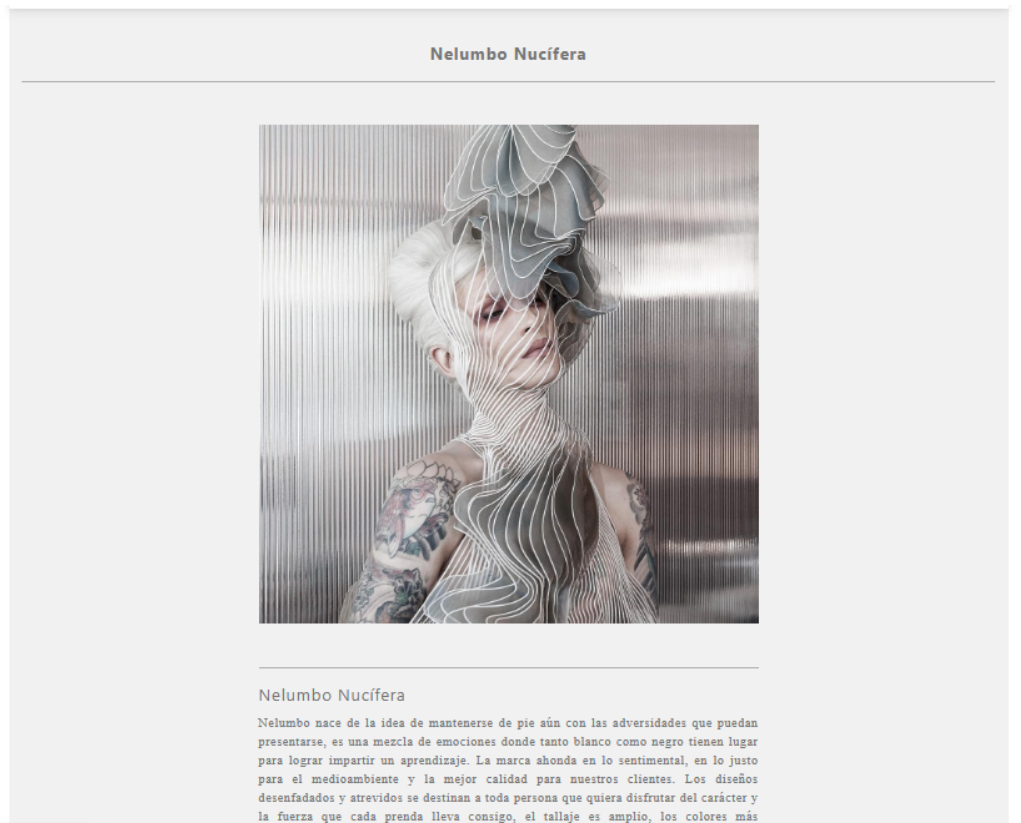 Nelumbo Nucífera
Nelumbo Nucífera
Nelumbo nace de la idea de mantenerse de pie aún con las adversidades que puedan
presentarse, es una mezcla de emociones donde tanto blanco como negro tienen lugar
para lograr impartir un aprendizaje. La marca ahonda en lo sentimental, en lo justo
para el medioambiente y la mejor calidad para nuestros clientes. Los diseños
desenfadados y atrevidos se destinan a toda persona que quiera disfrutar del carácter y
la fuerza que cada prenda lleva consigo, el tallaje es amplio, los colores más